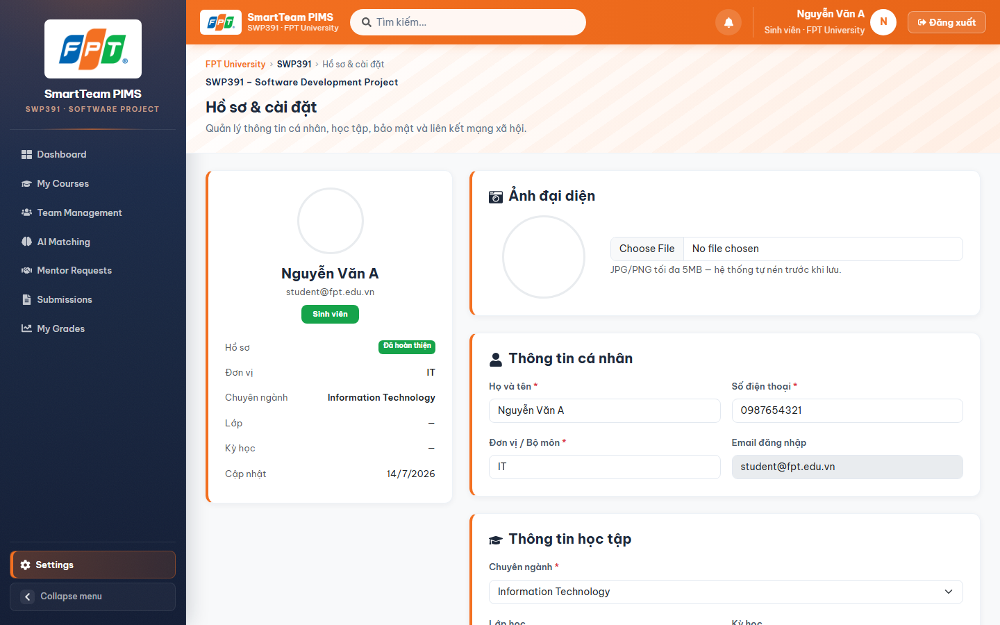 FPT
SmartTeam PIMS
SWP391 · SOFTWARE PROJECT
Dashboard
My Courses
Team Management
AI Matching
Mentor Requests
Submissions
My Grades
Settings
Collapse menu
FPT
SmartTeam PIMS
SWP391 · FPT University
Tìm kiếm...
Nguyễn Văn A
Sinh viên · FPT University
N
Đăng xuất
FPT University › SWP391 › Hồ sơ & cài đặt
SWP391 – Software Development Project
Hồ sơ & cài đặt
Quản lý thông tin cá nhân, học tập, bảo mật và liên kết mạng xã hội.
Nguyễn Văn A
student@fpt.edu.vn
Sinh viên
Hồ sơ Đã hoàn thiện
Đơn vị IT
Chuyên ngành Information Technology
Lớp —
Kỳ học —
Cập nhật 14/7/2026
Ảnh đại diện
Choose File No file chosen
JPG/PNG tối đa 5MB — hệ thống tự nén trước khi lưu.
Thông tin cá nhân
Họ và tên * Số điện thoại *
Nguyễn Văn A 0987654321
Đơn vị / Bộ môn * Email đăng nhập
IT student@fpt.edu.vn
Thông tin học tập
Chuyên ngành *
Information Technology
Lớp học Kỳ học